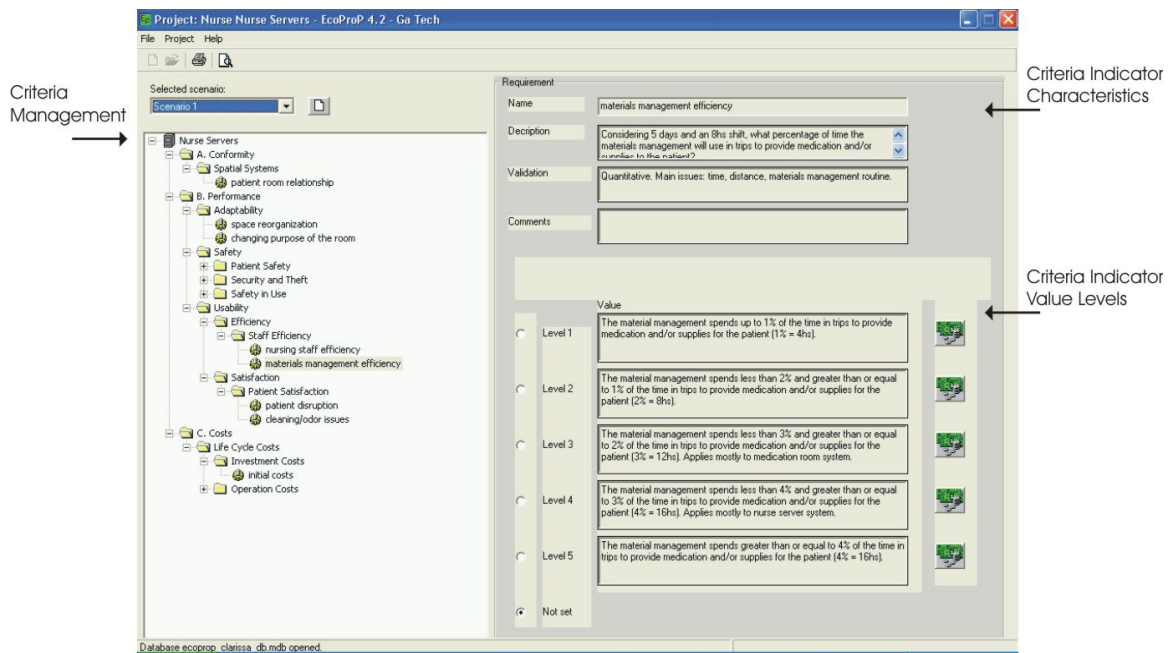 Project: Nurse Nurse Servers - EcoProP 4.2 - Ga Tech
File Project Help
Criteria
Management
Selected scenario:
Scenario 1
Nurse Servers
A. Conformity
Spatial Systems
patient room relationship
B. Performance
Adaptability
space reorganization
changing purpose of the room
Safety
Patient Safety
Security and Theft
Safety in Use
Usability
Efficiency
Staff Efficiency
nursing staff efficiency
materials management efficiency
Satisfaction
Patient Satisfaction
patient disruption
cleaning/odor issues
C. Costs
Life Cycle Costs
Investment Costs
initial costs
Operation Costs
Requirement
Name
materials management efficiency
Decription
Considering 5 days and an 8hs shift, what percentage of time the
materials management will use in trips to provide medication and/or
supplies to the patient?
Validation
Quantitative. Main issues: time, distance, materials management routine.
Comments
Criteria Indicator
Characteristics
Value
Level 1
The material management spends up to 1% of the time in trips to provide
medication and/or supplies for the patient (1% = 4hs).
Level 2
The material management spends less than 2% and greater than or equal
to 1% of the time in trips to provide medication and/or supplies for the
patient (2% = 8hs).
Level 3
The material management spends less than 3% and greater than or equal
to 2% of the time in trips to provide medication and/or supplies for the
patient (3% = 12hs). Applies mostly to medication room system.
Level 4
The material management spends less than 4% and greater than or equal
to 3% of the time in trips to provide medication and/or supplies for the
patient (4% = 16hs). Applies mostly to nurse server system.
Level 5
The material management spends greater than or equal to 4% of the time in
trips to provide medication and/or supplies for the patient (4% = 16hs).
Not set
Criteria Indicator
Value Levels
Database ecoprop_clarissa_db.mdb opened.